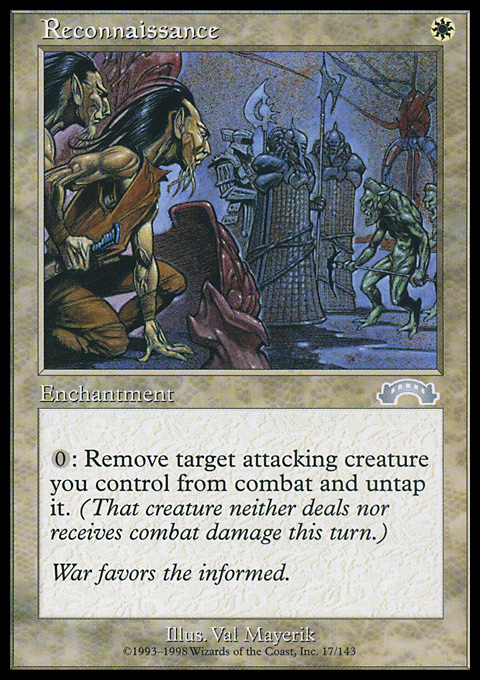 Reconnaissance
Enchantment
0: Remove target attacking creature
you control from combat and untap
it. (That creature neither deals nor
receives combat damage this turn.)
War favors the informed.
Illus. Val Mayerik
©1993–1998 Wizards of the Coast, Inc. 17/143